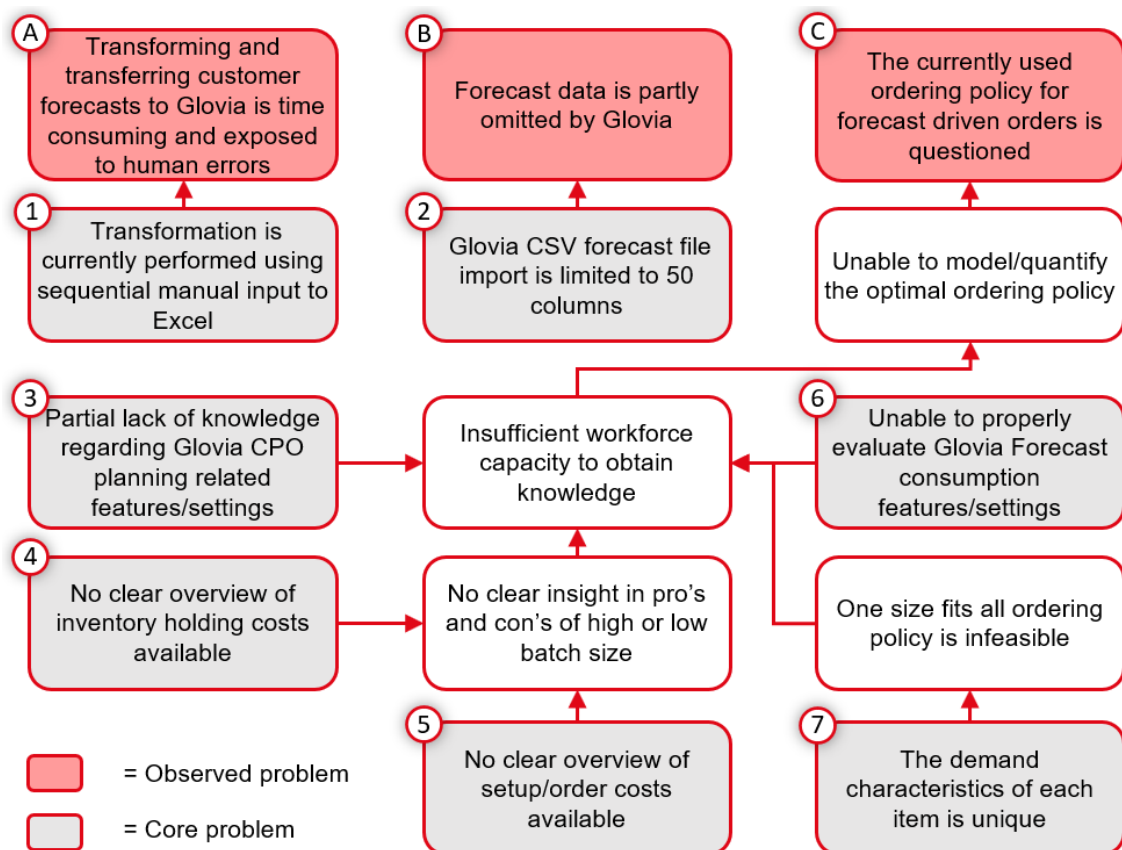 A
Transforming and
transferring customer
forecasts to Glovia is time
consuming and exposed
to human errors
B
Forecast data is partly
omitted by Glovia
C
The currently used
ordering policy for
forecast driven orders is
questioned
1
Transformation is
currently performed using
sequential manual input to
Excel
2
Glovia CSV forecast file
import is limited to 50
columns
Unable to model/quantify
the optimal ordering policy
3
Partial lack of knowledge
regarding Glovia CPO
planning related
features/settings
Insufficient workforce
capacity to obtain
knowledge
6
Unable to properly
evaluate Glovia Forecast
consumption
features/settings
4
No clear overview of
inventory holding costs
available
No clear insight in pro's
and con's of high or low
batch size
One size fits all ordering
policy is infeasible
5
No clear overview of
setup/order costs
available
7
The demand
characteristics of each
item is unique
= Observed problem
= Core problem